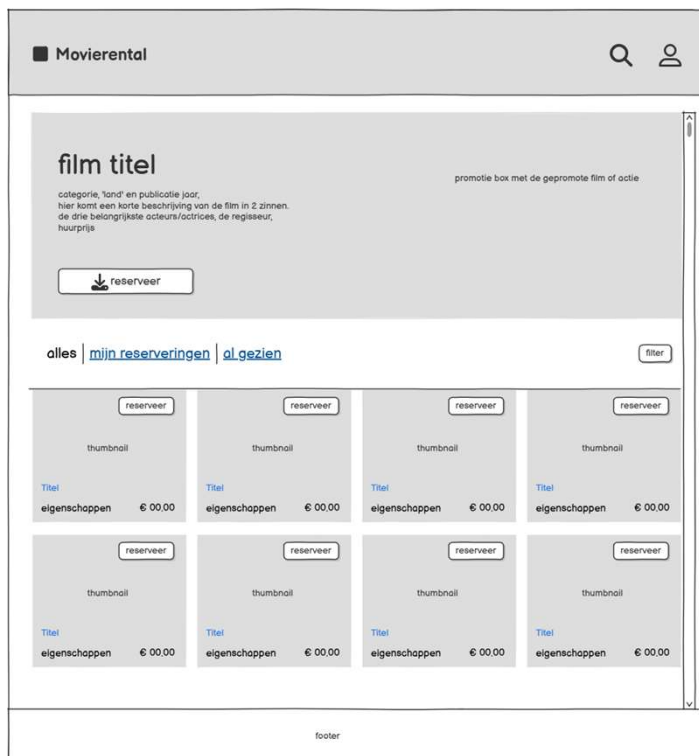 Movierental
film titel
categorie, 'land' en publicatie jaar,
hier komt een korte beschrijving van de film in 2 zinnen.
de drie belangrijkste acteurs/actrices, de regisseur,
huurprijs
promotie box met de gepromote film of actie
reserveer
alles mijn reserveringen al gezien
filter
reserveer reserveer reserveer reserveer
thumbnail thumbnail thumbnail thumbnail
Titel Titel Titel Titel
eigenschappen € 00,00 eigenschappen € 00,00 eigenschappen € 00,00 eigenschappen € 00,00
reserveer reserveer reserveer reserveer
thumbnail thumbnail thumbnail thumbnail
Titel Titel Titel Titel
eigenschappen € 00,00 eigenschappen € 00,00 eigenschappen € 00,00 eigenschappen € 00,00
footer